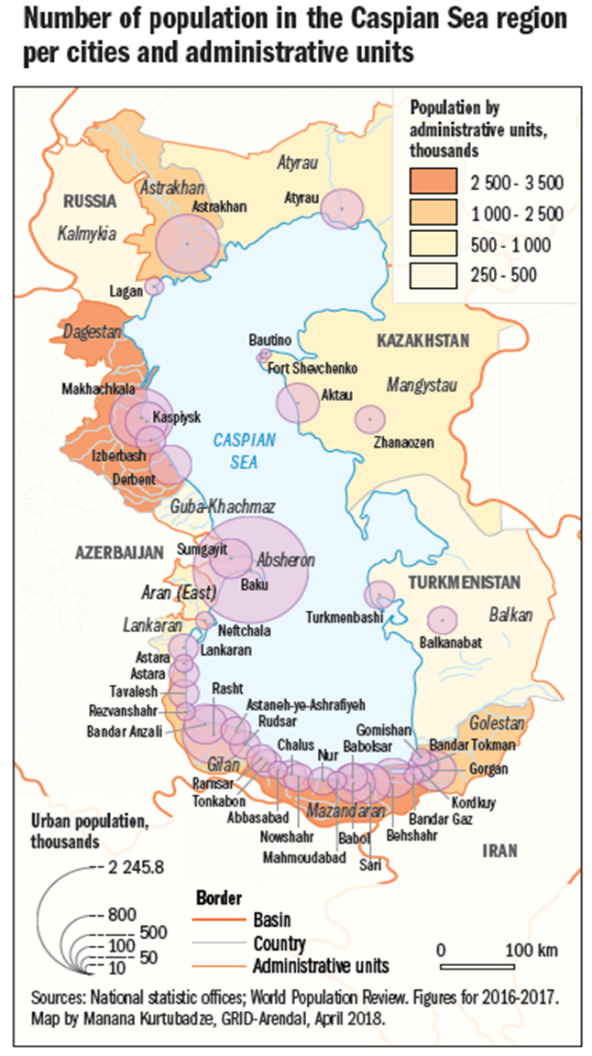 Number of population in the Caspian Sea region
per cities and administrative units
Population by
administrative units,
thousands
2 500 - 3 500
1 000 - 2 500
500 - 1 000
250 - 500
Atyrau
Astrakhan
Atyrau
Astrakhan
RUSSIA
Kalmykia
Lagan
Dagestan
Bautino
Fort Shevchenko
KAZAKHSTAN
Mangystau
Makhachkala
Aktau
Kaspiysk
Zhanaozen
CASPIAN
SEA
Izberbash
Derbent
Guba-Khachmaz
AZERBAIJAN
Sumgayit
Absheron
Baku
TURKMENISTAN
Aran (East)
Turkmenbashi
Balkan
Lankaran
Neftchala
Balkanabat
Lankaran
Astara
Astara
Tavalesh
Rasht
Rezvanshahr
Astaneh-ye-Ashrafiyeh
Rudsar
Bandar Anzali
Golestan
Gomishan
Chalus
Babolsar
Bandar Tokman
Nur
Gilan
Gorgan
Ramsar
Tonkabon
Mazandaran
Kordkuy
Abbasabad
Bandar Gaz
Nowshahr
Babol
Behshahr
Mahmoudabad
Sari
IRAN
Urban population,
thousands
2 245.8
800
500
100
50
10
Border
Basin
Country
Administrative units
0 100 km
Sources: National statistic offices; World Population Review. Figures for 2016-2017.
Map by Manana Kurtubadze, GRID-Arendal, April 2018.